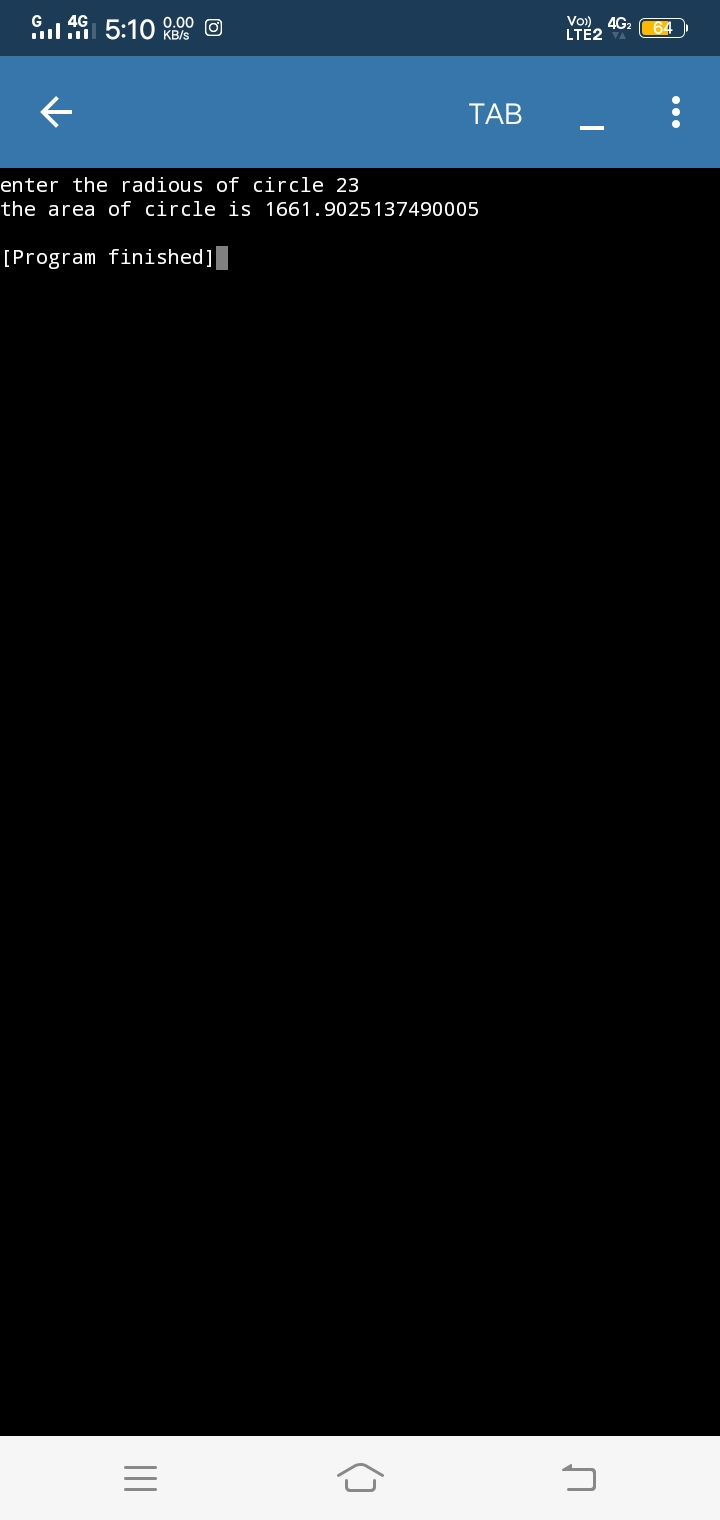 G 4G 5:10 0.00 KB/s Vo)) LTE2 4G2 64
TAB
enter the radious of circle 23
the area of circle is 1661.9025137490005
[Program finished]